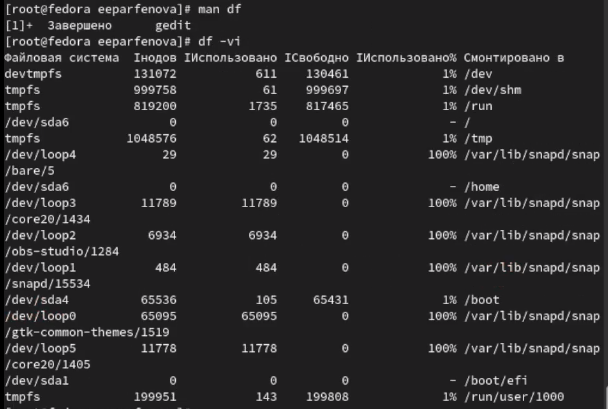 [root@fedora eeparfenova]# man df
[1]+  Завершено      gedit
[root@fedora eeparfenova]# df -vi
Файловая система  Iнодов IИспользовано IСвободно IИспользовано% Cмонтировано в
devtmpfs          131072           611    130461             1% /dev
tmpfs             999758            61    999697             1% /dev/shm
tmpfs             819200          1735    817465             1% /run
/dev/sda6              0             0         0              - /
tmpfs            1048576            62   1048514             1% /tmp
/dev/loop4            29            29         0           100% /var/lib/snapd/snap
/bare/5
/dev/sda6              0             0         0              - /home
/dev/loop3         11789         11789         0           100% /var/lib/snapd/snap
/core20/1434
/dev/loop2          6934          6934         0           100% /var/lib/snapd/snap
/obs-studio/1284
/dev/loop1           484           484         0           100% /var/lib/snapd/snap
/snapd/15534
/dev/sda4          65536           105     65431             1% /boot
/dev/loop0         65095         65095         0           100% /var/lib/snapd/snap
/gtk-common-themes/1519
/dev/loop5         11778         11778         0           100% /var/lib/snapd/snap
/core20/1405
/dev/sda1              0             0         0              - /boot/efi
tmpfs             199951           143    199808             1% /run/user/1000